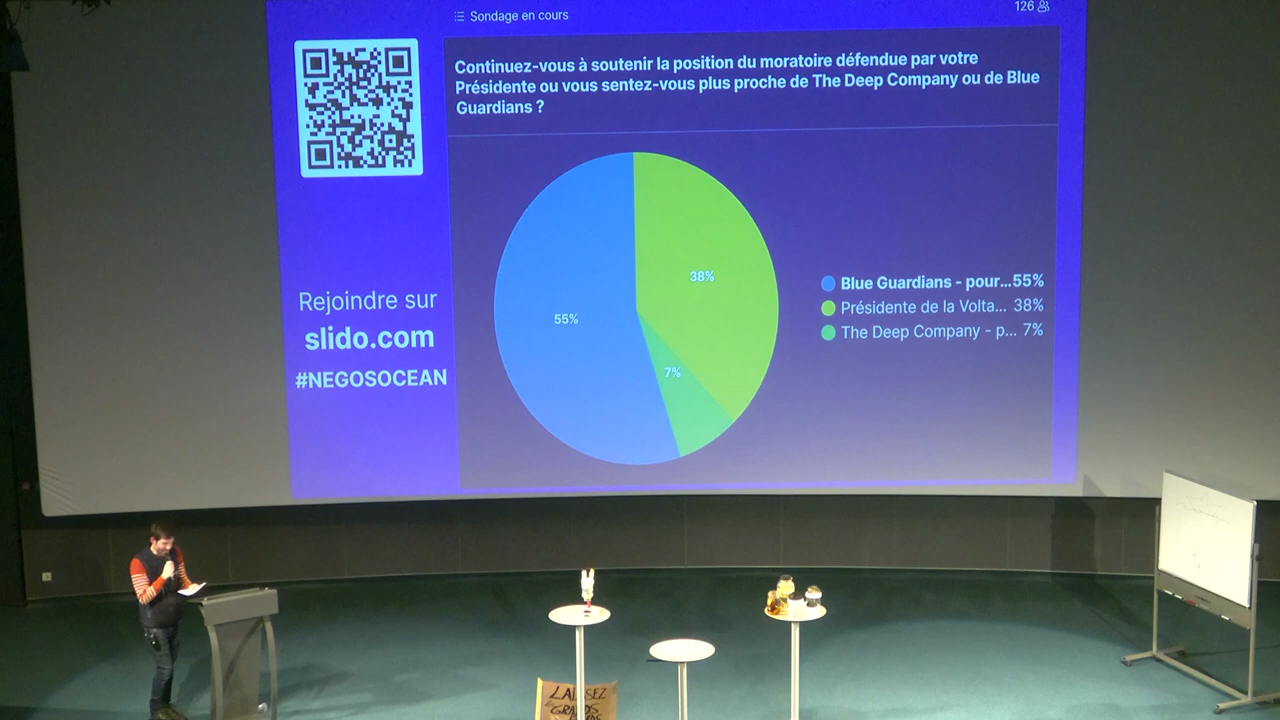 Sondage en cours
126
Continuez-vous à soutenir la position du moratoire défendue par votre
Présidente ou vous sentez-vous plus proche de The Deep Company ou de Blue
Guardians ?
38%
55%
7%
Blue Guardians - pour...55%
Présidente de la Volta... 38%
The Deep Company - p... 7%
Rejoindre sur
slido.com
#NEGOSOCEAN
LAISSEZ
GRANDS